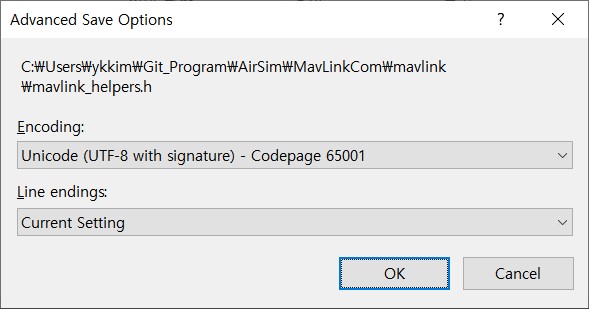 Advanced Save Options
?
C:₩Users₩ykkim₩Git_Program₩AirSim₩MavLinkCom₩mavlink
₩mavlink_helpers.h
Encoding:
Unicode (UTF-8 with signature) - Codepage 65001
Line endings:
Current Setting
OK Cancel